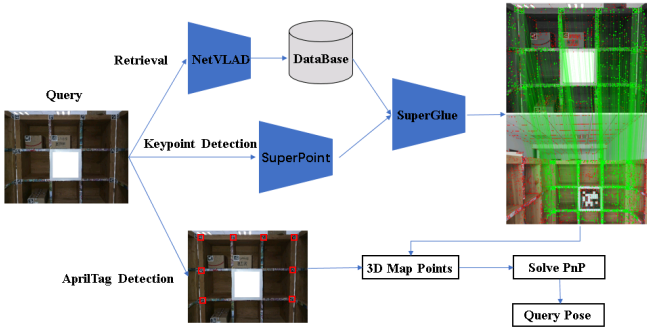 Retrieval
NetVLAD
DataBase
Query
SuperGlue
Keypoint Detection
SuperPoint
AprilTag Detection
3D Map Points
Solve PnP
Query Pose